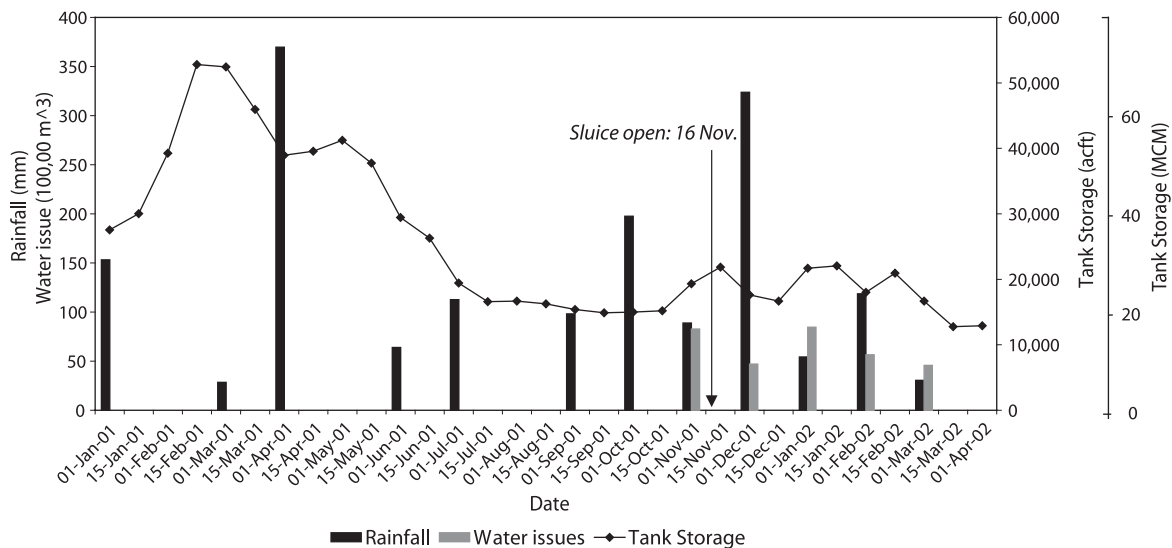 400
350
300
250
200
150
100
50
0
Rainfall (mm)
Water issue (100,00 m^3)
Sluice open: 16 Nov.
60,000
50,000
40,000
30,000
20,000
10,000
0
Tank Storage (acft)
60
40
20
0
Tank Storage (MCM)
01-Jan-01
15-Jan-01
01-Feb-01
15-Feb-01
01-Mar-01
15-Mar-01
01-Apr-01
15-Apr-01
01-May-01
15-May-01
01-Jun-01
15-Jun-01
01-Jul-01
15-Jul-01
01-Aug-01
15-Aug-01
01-Sep-01
15-Sep-01
01-Oct-01
15-Oct-01
01-Nov-01
15-Nov-01
01-Dec-01
15-Dec-01
01-Jan-02
15-Jan-02
01-Feb-02
15-Feb-02
01-Mar-02
15-Mar-02
01-Apr-02
Date
Rainfall Water issues Tank Storage